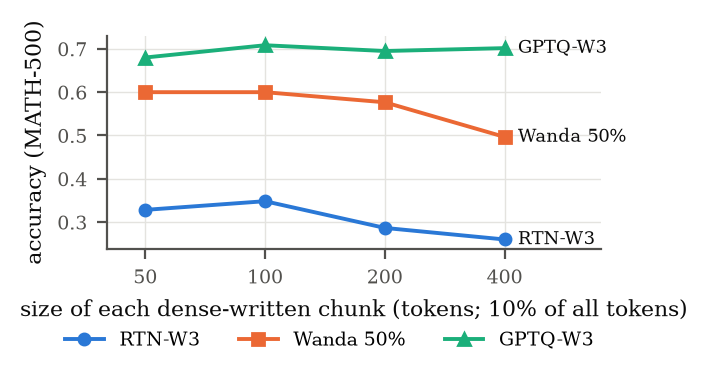 accuracy (MATH-500)
0.7
0.6
0.5
0.4
0.3
GPTQ-W3
Wanda 50%
RTN-W3
50 100 200 400
size of each dense-written chunk (tokens; 10% of all tokens)
RTN-W3 Wanda 50% GPTQ-W3